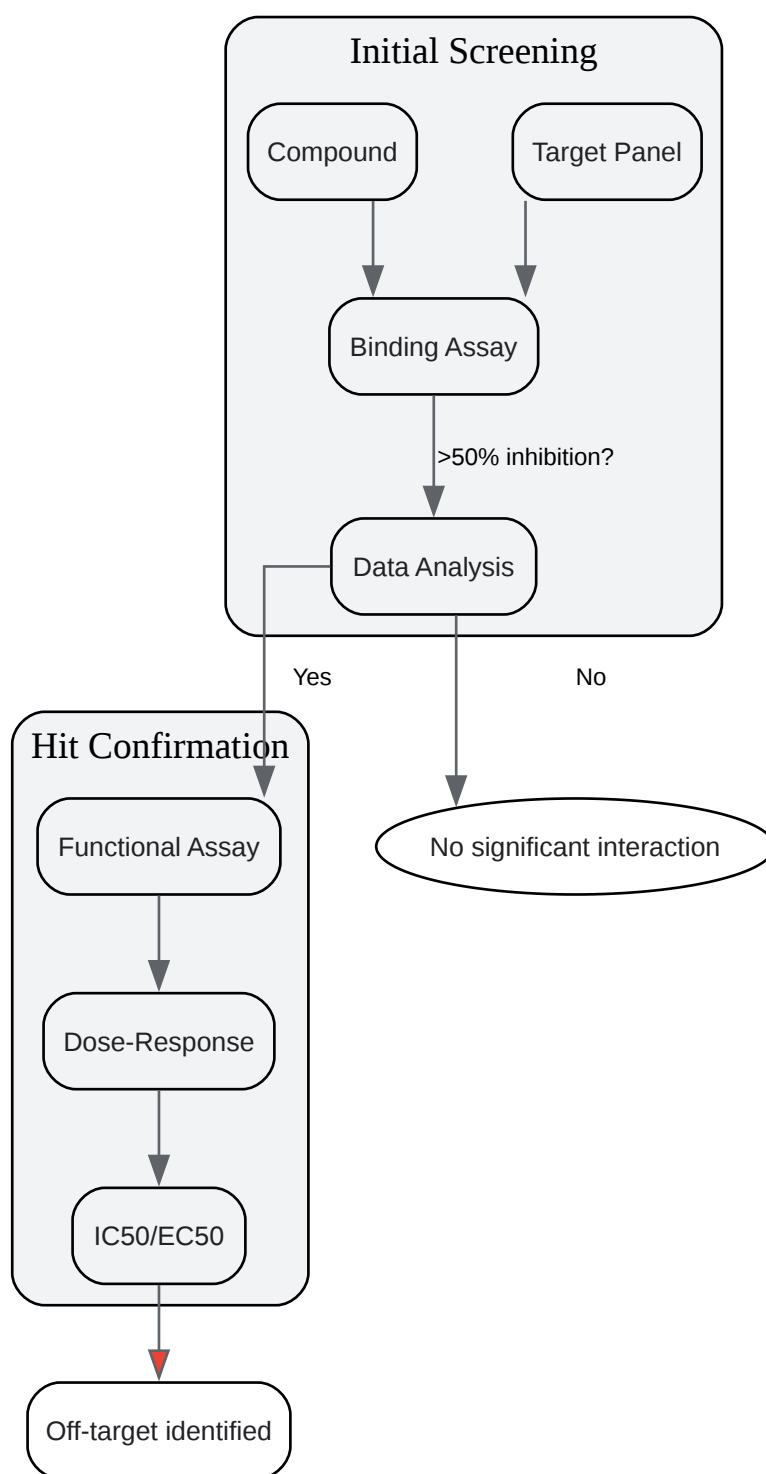 Initial Screening
Compound
Target Panel
Binding Assay
>50% inhibition?
Data Analysis
Yes
No
Hit Confirmation
Functional Assay
No significant interaction
Dose-Response
IC50/EC50
Off-target identified